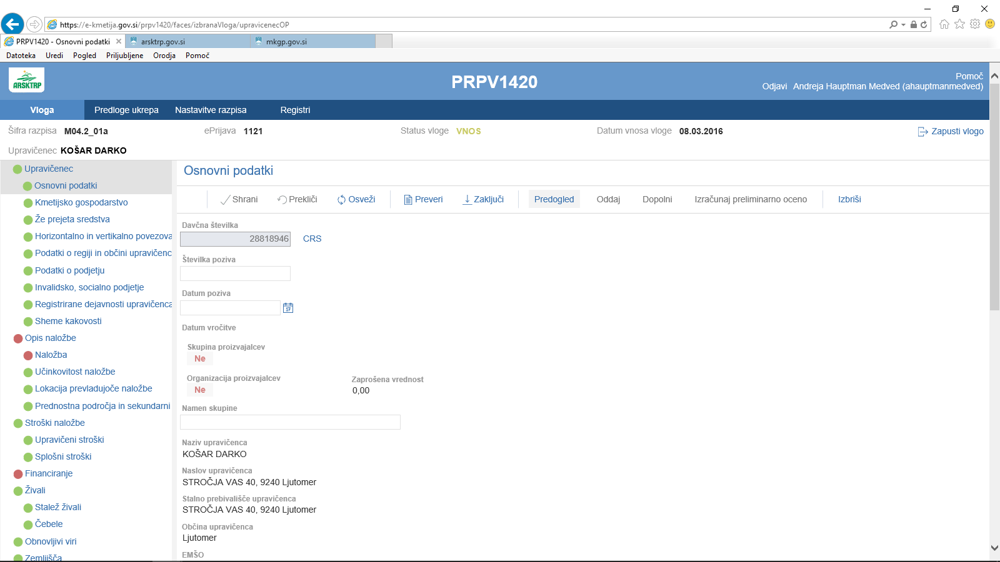 https://e-kmetija.gov.si/prpv1420/faces/izbranaVloga/upravicenecOP
PRPV1420 - Osnovni podatki
arsktrp.gov.si
mkgp.gov.si
Datoteka Uredi Pogled Priljubljene Orodja Pomoč
ARSKTRP
PRPV1420
Pomoč
Odjavi Andreja Hauptman Medved (ahauptmanmedved)
Vloga Predloge ukrepa Nastavitve razpisa Registri
Šifra razpisa M04.2_01a ePrijava 1121 Status vloge VNOS Datum vnosa vloge 08.03.2016 Zapusti vlogo
Upravičenec KOŠAR DARKO
Upravičenec
Osnovni podatki
Kmetijsko gospodarstvo
Že prejeta sredstva
Horizontalno in vertikalno povezova
Podatki o regiji in občini upravičenc
Podatki o podjetju
Invalidsko, socialno podjetje
Registrirane dejavnosti upravičenca
Sheme kakovosti
Opis naložbe
Naložba
Učinkovitost naložbe
Lokacija prevladujoče naložbe
Prednostna področja in sekundarni
Stroški naložbe
Upravičeni stroški
Splošni stroški
Financiranje
Živali
Stalež živali
Čebele
Obnovljivi viri
Zemljišča
Osnovni podatki
Shrani Prekliči Osveži Preveri Zaključi Predogled Oddaj Dopolni Izračunaj preliminarno oceno Izbriši
Davčna številka
28818946 CRS
Številka poziva
Datum poziva
17
Datum vročitve
Skupina proizvajalcev
Ne
Organizacija proizvajalcev
Ne
Zaprošena vrednost
0,00
Namen skupine
Naziv upravičenca
KOŠAR DARKO
Naslov upravičenca
STROČJA VAS 40, 9240 Ljutomer
Stalno prebivališče upravičenca
STROČJA VAS 40, 9240 Ljutomer
Občina upravičenca
Ljutomer
EMŠO